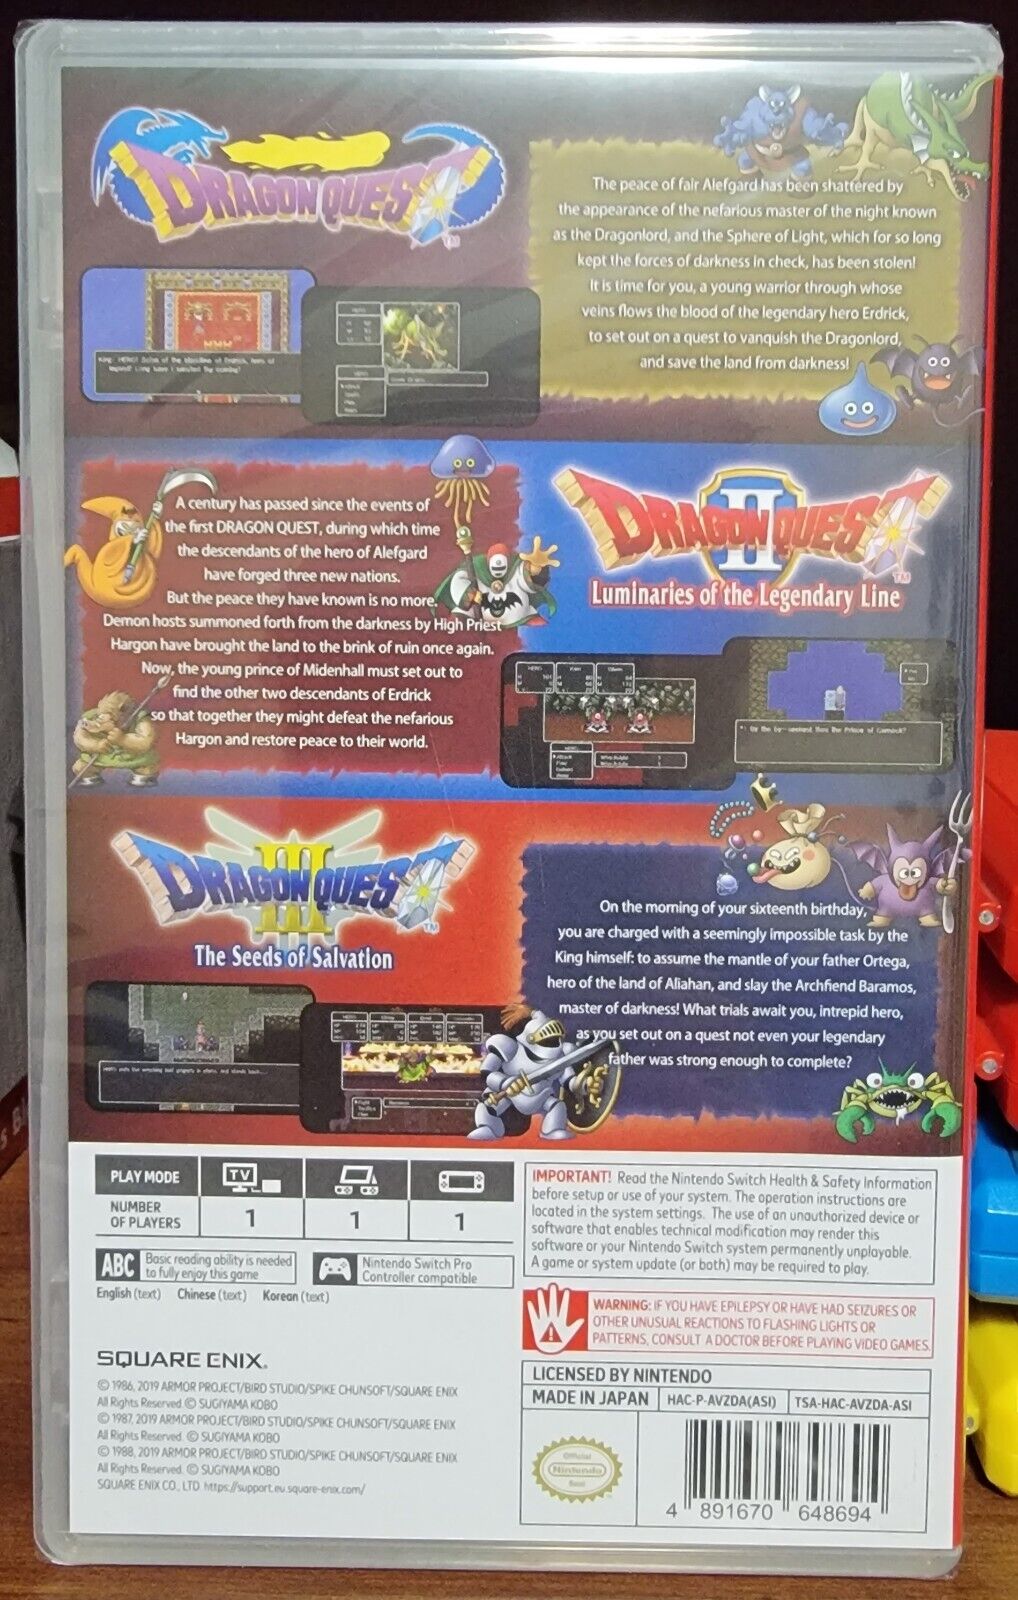 DRAGON QUEST
TM
The peace of fair Alefgard has been shattered by
the appearance of the nefarious master of the night known
as the Dragonlord, and the Sphere of Light, which for so long
kept the forces of darkness in check, has been stolen!
It is time for you, a young warrior through whose
veins flows the blood of the legendary hero Erdrick,
to set out on a quest to vanquish the Dragonlord,
and save the land from darkness!
A century has passed since the events of
the first DRAGON QUEST, during which time
the descendants of the hero of Alefgard
have forged three new nations.
But the peace they have known is no more.
Demon hosts summoned forth from the darkness by High Priest
Hargon have brought the land to the brink of ruin once again.
Now, the young prince of Midenhall must set out to
find the other two descendants of Erdrick
so that together they might defeat the nefarious
Hargon and restore peace to their world.
DRAGON QUEST
II
TM
Luminaries of the Legendary Line
DRAGON QUEST
III
TM
The Seeds of Salvation
On the morning of your sixteenth birthday,
you are charged with a seemingly impossible task by the
King himself: to assume the mantle of your father Ortega,
hero of the land of Aliahan, and slay the Archfiend Baramos,
master of darkness! What trials await you, intrepid hero,
as you set out on a quest not even your legendary
father was strong enough to complete?
PLAY MODE
TV
NUMBER
OF PLAYERS
1 1 1
ABC Basic reading ability is needed
to fully enjoy this game
Nintendo Switch Pro
Controller compatible
English (text) Chinese (text) Korean (text)
IMPORTANT! Read the Nintendo Switch Health & Safety Information
before setup or use of your system. The operation instructions are
located in the system settings. The use of an unauthorized device or
software that enables technical modification may render this
software or your Nintendo Switch system permanently unplayable.
A game or system update (or both) may be required to play.
WARNING: IF YOU HAVE EPILEPSY OR HAVE HAD SEIZURES OR
OTHER UNUSUAL REACTIONS TO FLASHING LIGHTS OR
PATTERNS, CONSULT A DOCTOR BEFORE PLAYING VIDEO GAMES.
SQUARE ENIX.
© 1986, 2019 ARMOR PROJECT/BIRD STUDIO/SPIKE CHUNSOFT/SQUARE ENIX
All Rights Reserved. © SUGIYAMA KOBO
© 1987, 2019 ARMOR PROJECT/BIRD STUDIO/SPIKE CHUNSOFT/SQUARE ENIX
All Rights Reserved. © SUGIYAMA KOBO
© 1988, 2019 ARMOR PROJECT/BIRD STUDIO/SPIKE CHUNSOFT/SQUARE ENIX
All Rights Reserved. © SUGIYAMA KOBO
SQUARE ENIX CO., LTD. https://support.eu.square-enix.com/
LICENSED BY NINTENDO
MADE IN JAPAN HAC-P-AVZDA(ASI) TSA-HAC-AVZDA-ASI
Official
Nintendo
Seal
4 891670 648694